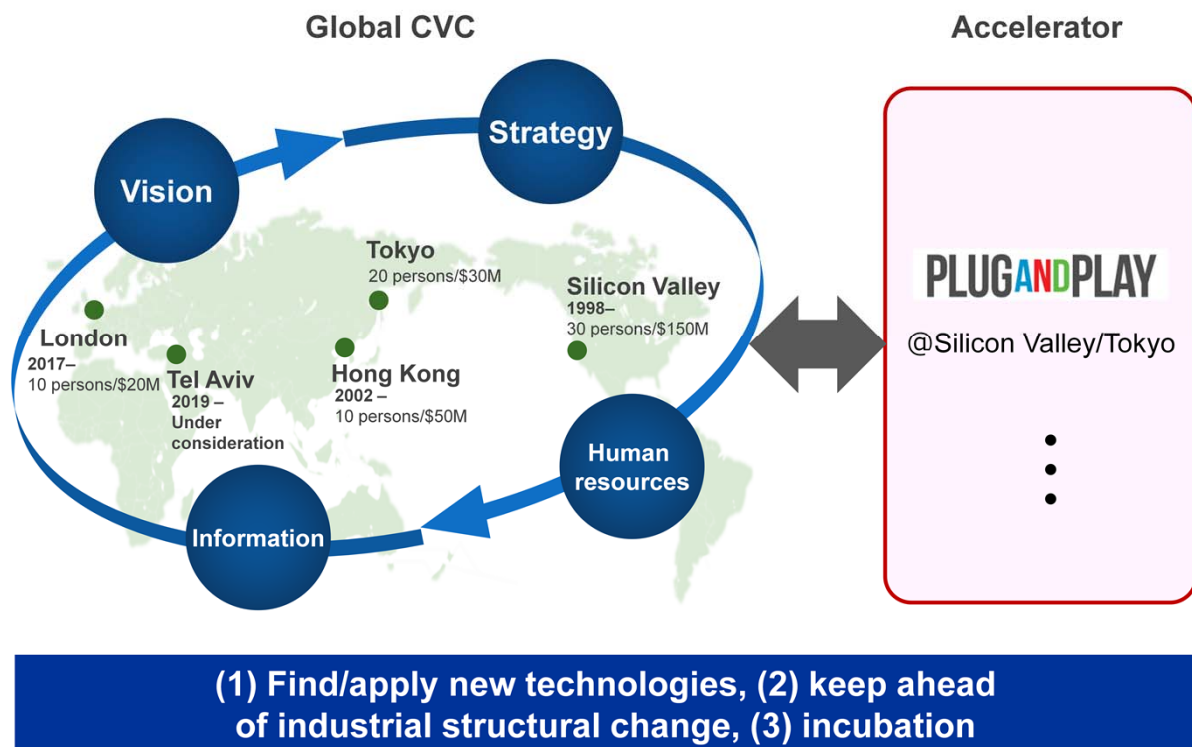 Global CVC
Accelerator
Strategy
Vision
Tokyo
20 persons/$30M
Silicon Valley
1998–
30 persons/$150M
London
2017–
10 persons/$20M
Tel Aviv
2019 –
Under
consideration
Hong Kong
2002 –
10 persons/$50M
Human
resources
Information
PLUGANDPLAY
@Silicon Valley/Tokyo
(1) Find/apply new technologies, (2) keep ahead
of industrial structural change, (3) incubation